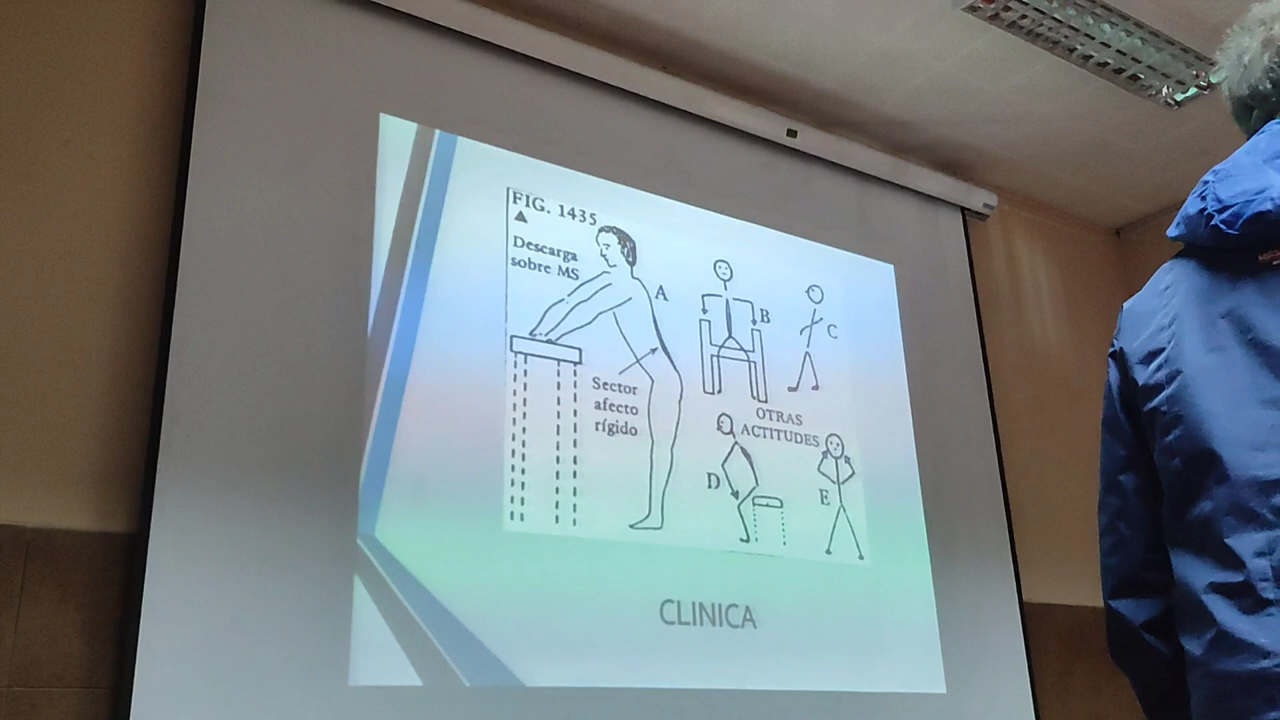 FIG. 1435
Descarga
sobre MS
A
B
C
Sector
afecto
rígido
OTRAS
ACTITUDES
D
E
CLINICA